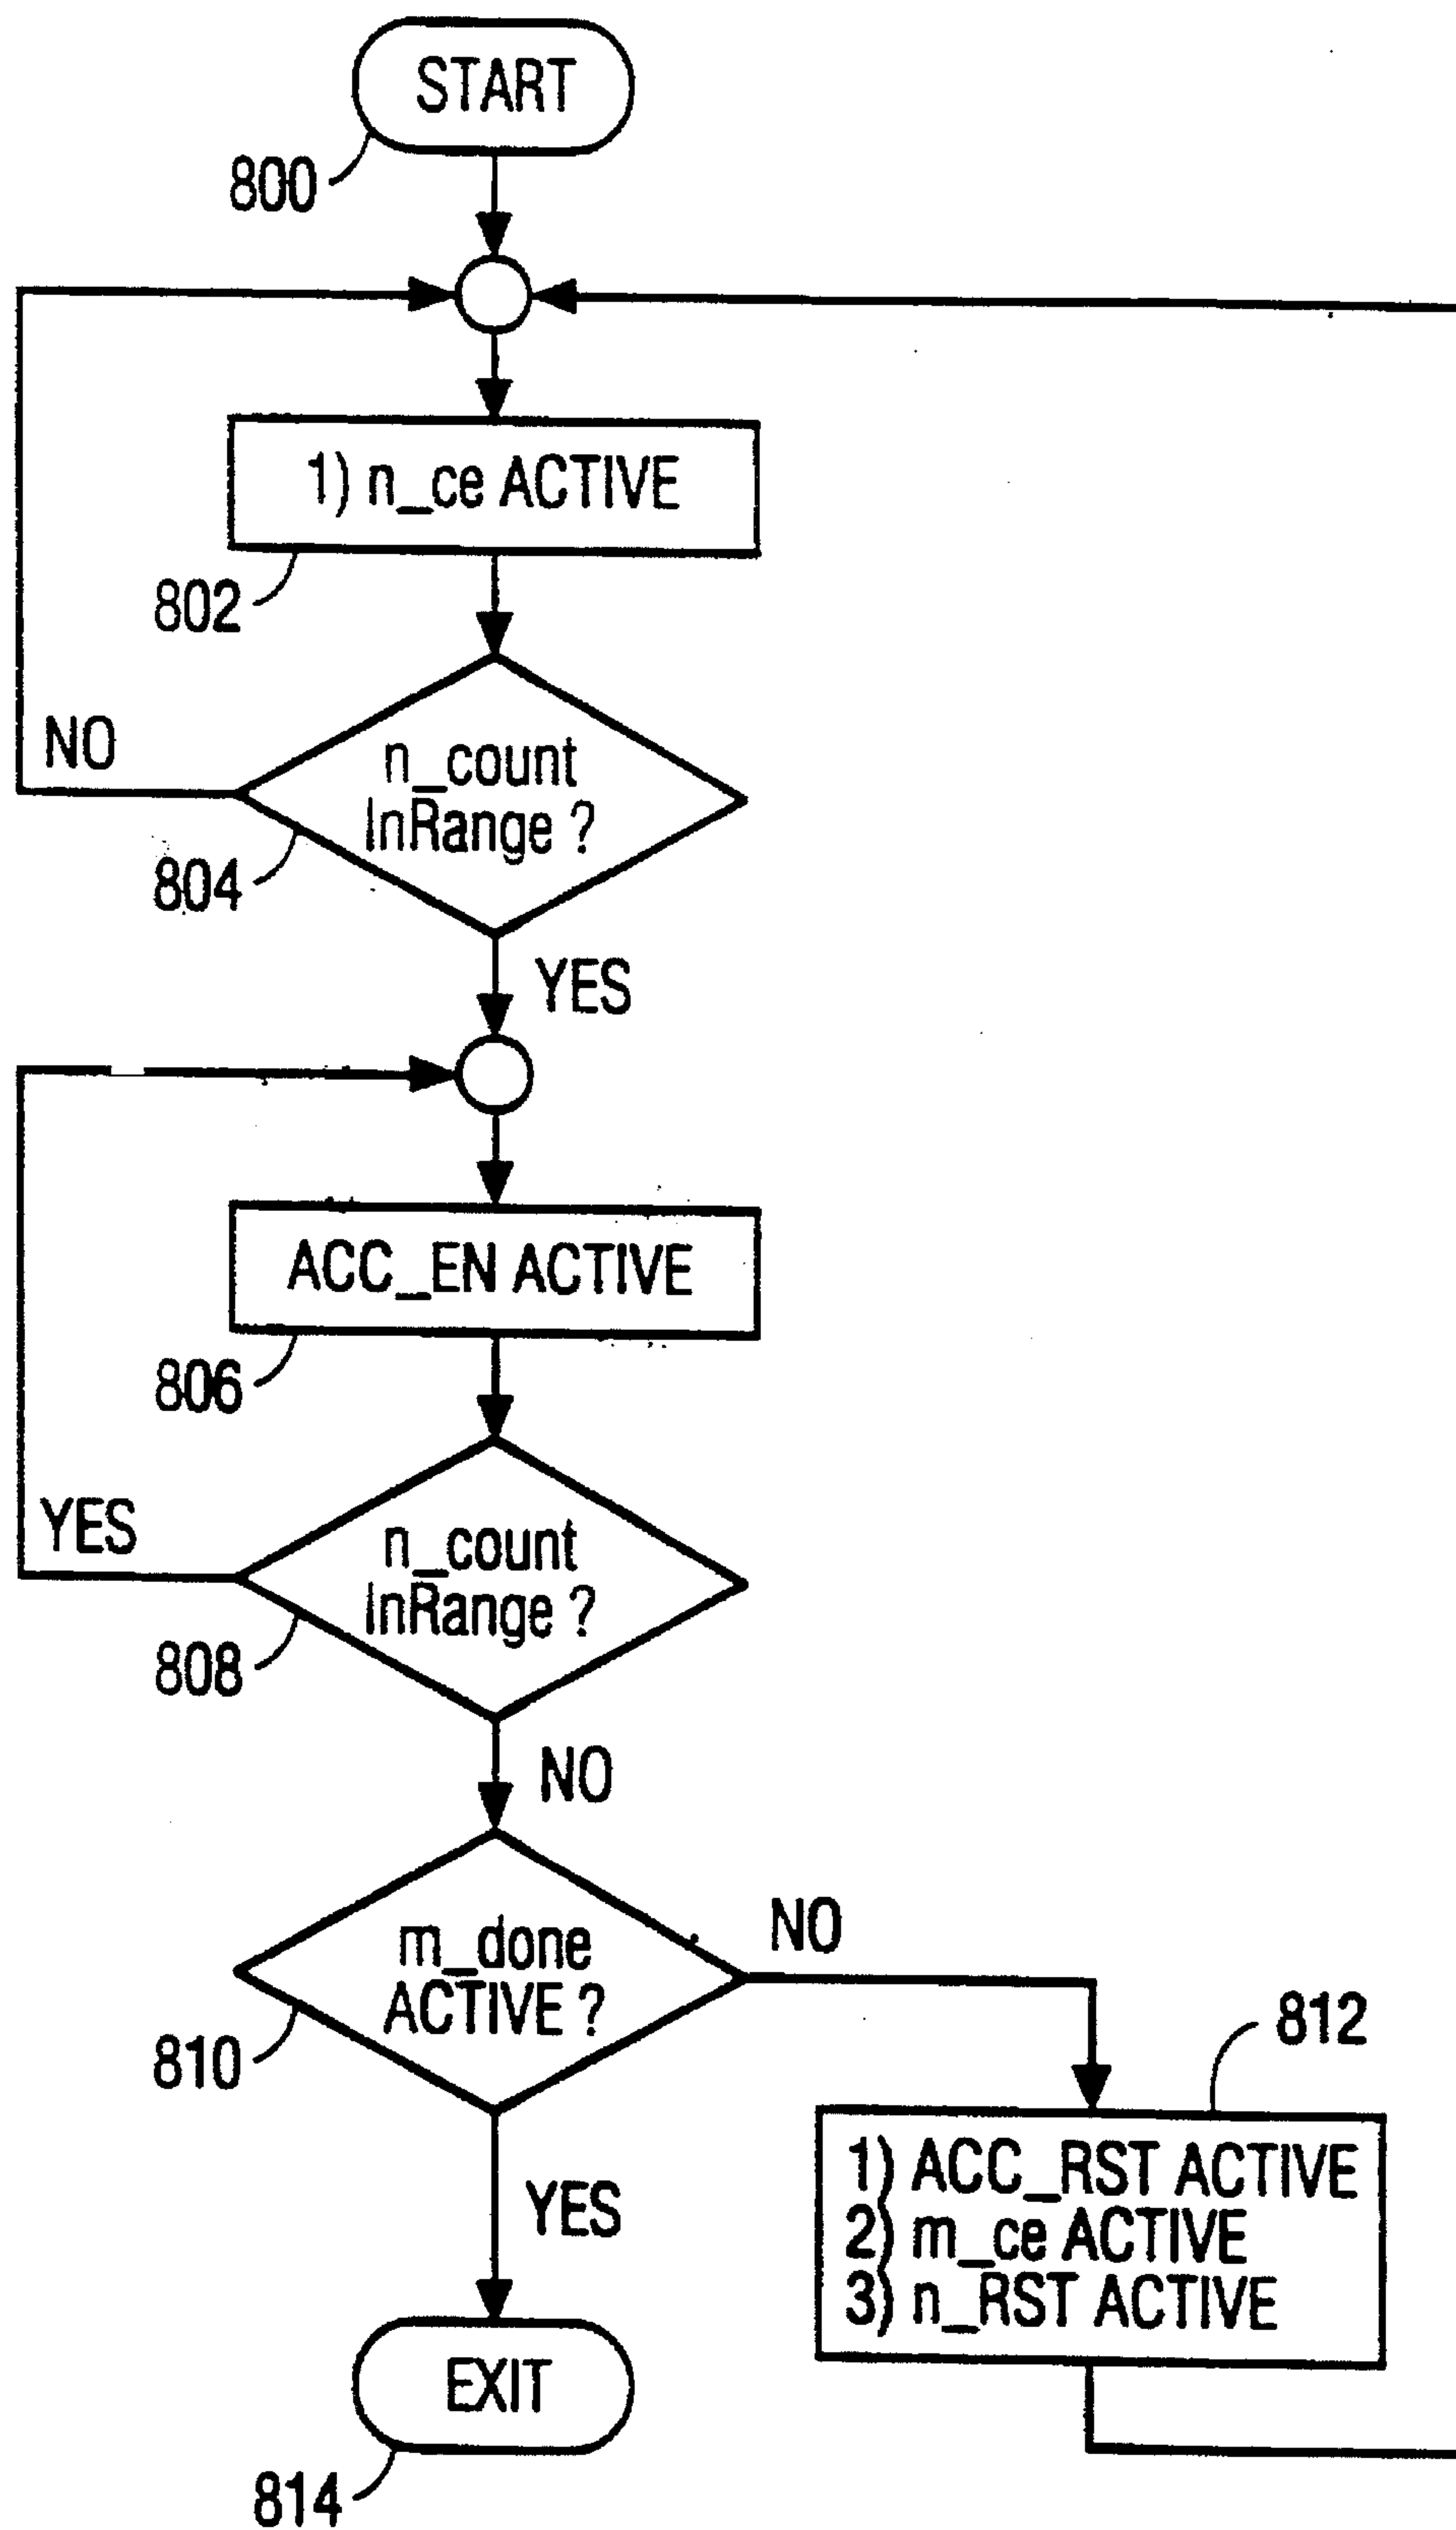 START
800
1) n_ce ACTIVE
802
n_count
InRange ?
NO
804
YES
ACC_EN ACTIVE
806
n_count
InRange ?
YES
808
NO
m_done
ACTIVE ?
NO
810
812
1) ACC_RST ACTIVE
2) m_ce ACTIVE
3) n_RST ACTIVE
YES
EXIT
814